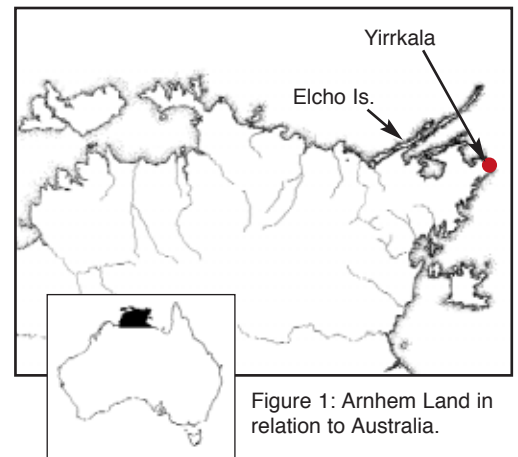 Yirrkala
Elcho Is.
Figure 1: Arnhem Land in
relation to Australia.